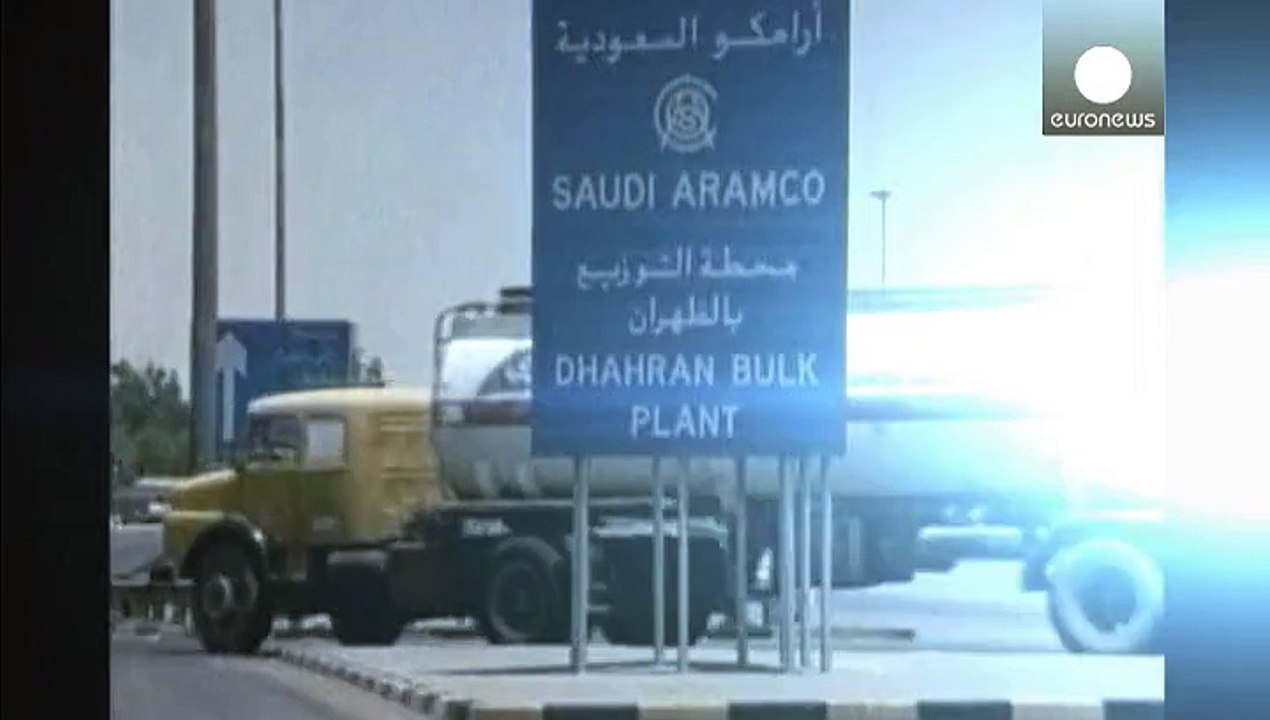 أرامكو السعودية
SAUDI ARAMCO
محطة التوزيع
بالظهران
DHAHRAN BULK
PLANT
euronews